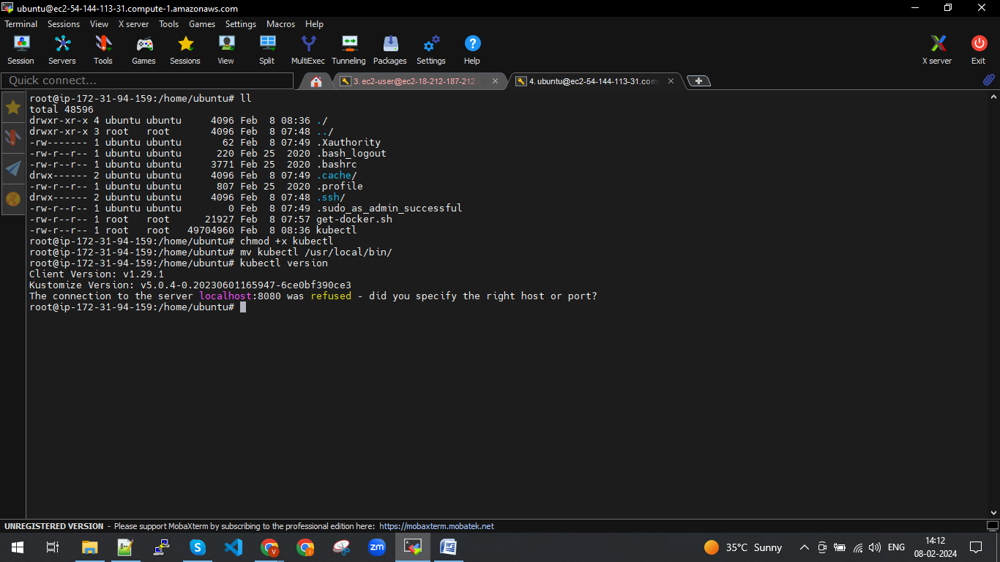 ubuntu@ec2-54-144-113-31.compute-1.amazonaws.com
Terminal Sessions View X server Tools Games Settings Macros Help
Session Servers Tools Games Sessions View Split MultiExec Tunneling Packages Settings Help X server Exit
Quick connect... 3. ec2-user@ec2-18-212-187-212. 4. ubuntu@ec2-54-144-113-31.com
root@ip-172-31-94-159:/home/ubuntu# ll
total 48596
drwxr-xr-x 4 ubuntu ubuntu     4096 Feb  8 08:36 ./
drwxr-xr-x 3 root   root       4096 Feb  8 07:48 ../
-rw------- 1 ubuntu ubuntu       62 Feb  8 07:49 .Xauthority
-rw-r--r-- 1 ubuntu ubuntu      220 Feb 25  2020 .bash_logout
-rw-r--r-- 1 ubuntu ubuntu     3771 Feb 25  2020 .bashrc
drwx------ 2 ubuntu ubuntu     4096 Feb  8 07:49 .cache/
-rw-r--r-- 1 ubuntu ubuntu      807 Feb 25  2020 .profile
drwx------ 2 ubuntu ubuntu     4096 Feb  8 07:48 .ssh/
-rw-r--r-- 1 ubuntu ubuntu        0 Feb  8 07:49 .sudo_as_admin_successful
-rw-r--r-- 1 root   root      21927 Feb  8 07:57 get-docker.sh
-rw-r--r-- 1 root   root   49704960 Feb  8 08:36 kubectl
root@ip-172-31-94-159:/home/ubuntu# chmod +x kubectl
root@ip-172-31-94-159:/home/ubuntu# mv kubectl /usr/local/bin/
root@ip-172-31-94-159:/home/ubuntu# kubectl version
Client Version: v1.29.1
Kustomize Version: v5.0.4-0.20230601165947-6ce0bf390ce3
The connection to the server localhost:8080 was refused - did you specify the right host or port?
root@ip-172-31-94-159:/home/ubuntu#
UNREGISTERED VERSION - Please support MobaXterm by subscribing to the professional edition here: https://mobaxterm.mobatek.net
35°C Sunny ENG 14:12
08-02-2024